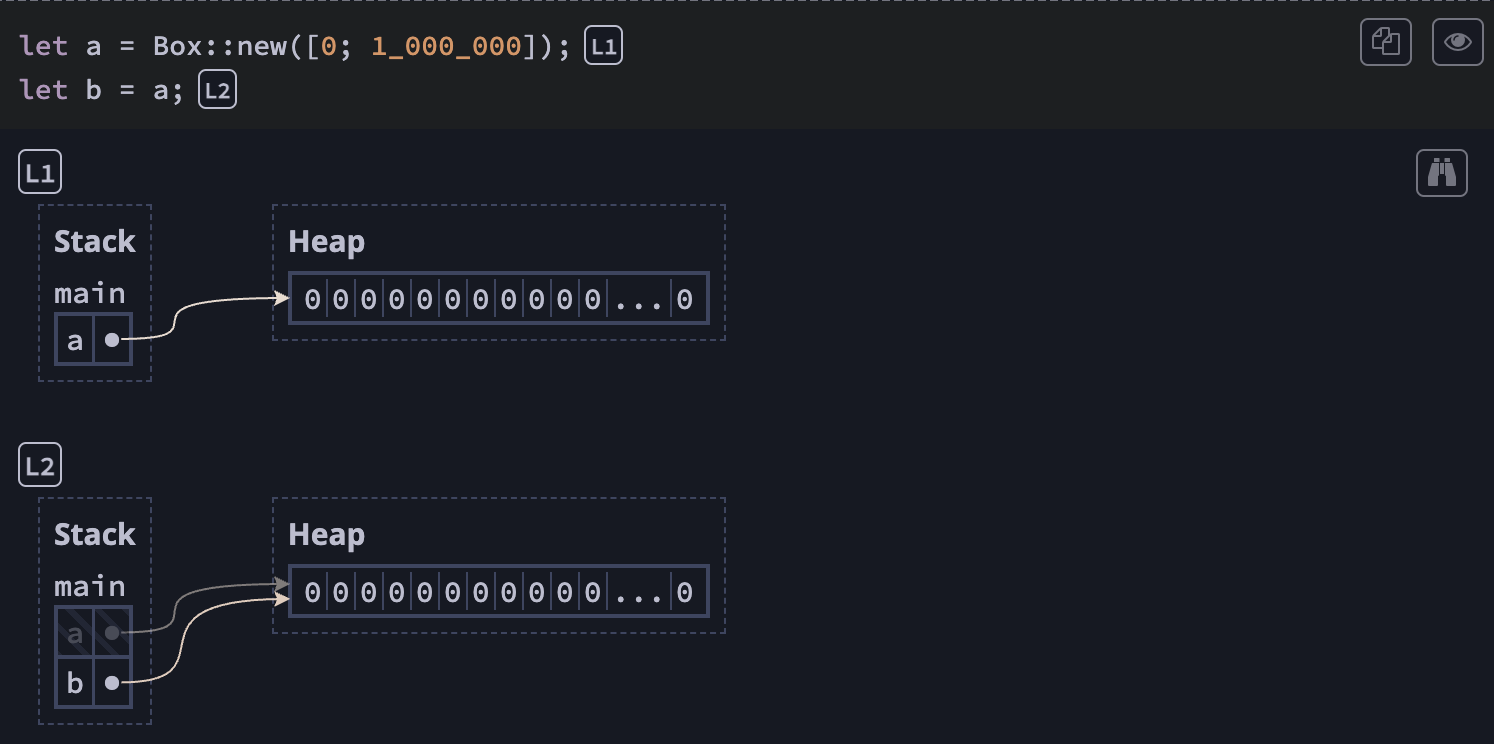 let a = Box::new([0; 1_000_000]); L1
let b = a; L2
L1
Stack
Heap
main
0 0 0 0 0 0 0 0 0 0 0 ... 0
a
L2
Stack
Heap
main
0 0 0 0 0 0 0 0 0 0 0 ... 0
a
b